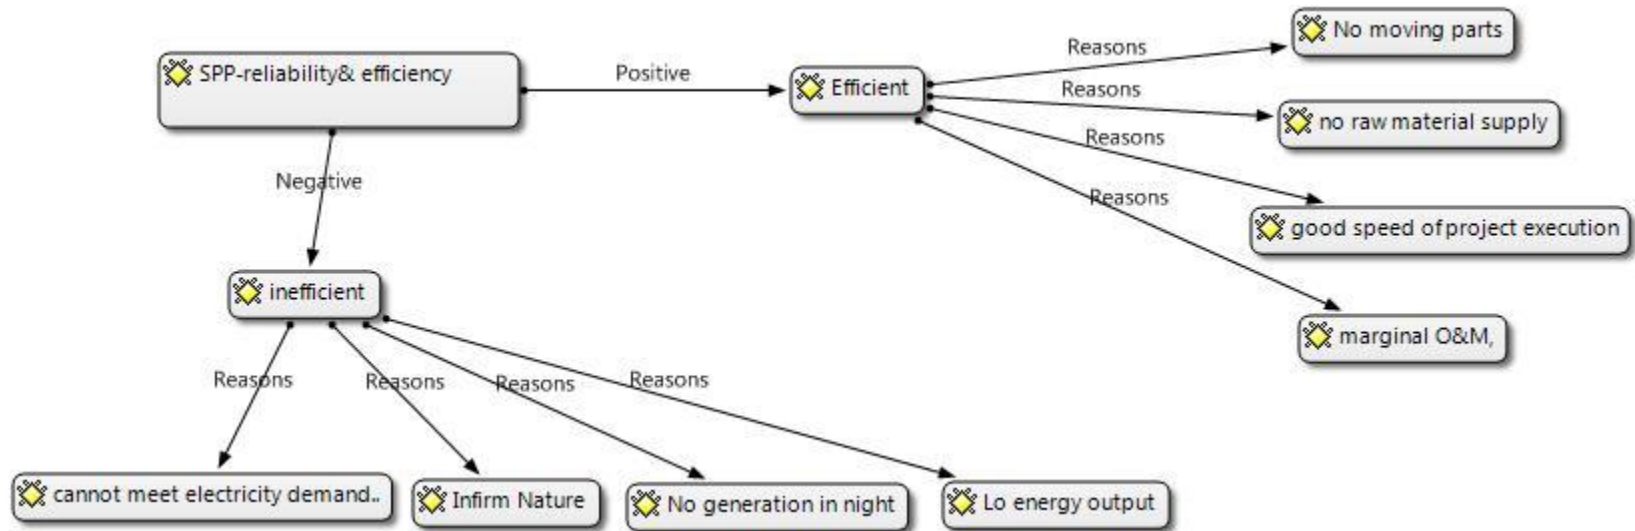 No moving parts
Reasons
SPP-reliability& efficiency
Positive
Efficient
Reasons
no raw material supply
Reasons
Negative
Reasons
good speed of project execution
inefficient
marginal O&M,
Reasons
Reasons
Reasons
Reasons
cannot meet electricity demand..
Infirm Nature
No generation in night
Lo energy output